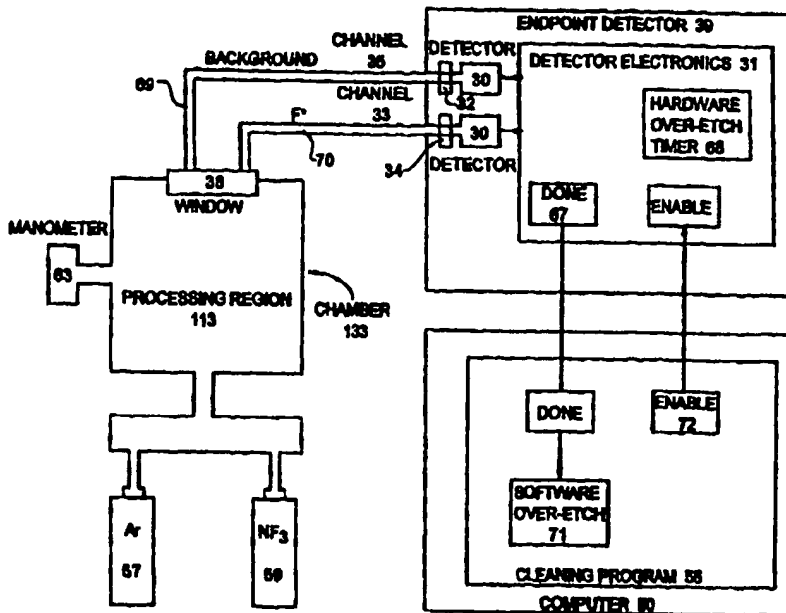 ENDPOINT DETECTOR 39
CHANNEL
35
DETECTOR
DETECTOR ELECTRONICS 31
BACKGROUND
30
69
CHANNEL
33
32
HARDWARE
OVER-ETCH
TIMER 68
F*
70
30
34
DETECTOR
38
WINDOW
DONE
67
ENABLE
MANOMETER
63
PROCESSING REGION
113
CHAMBER
133
DONE
ENABLE
72
SOFTWARE
OVER-ETCH
71
Ar
57
NF3
59
CLEANING PROGRAM
COMPUTER